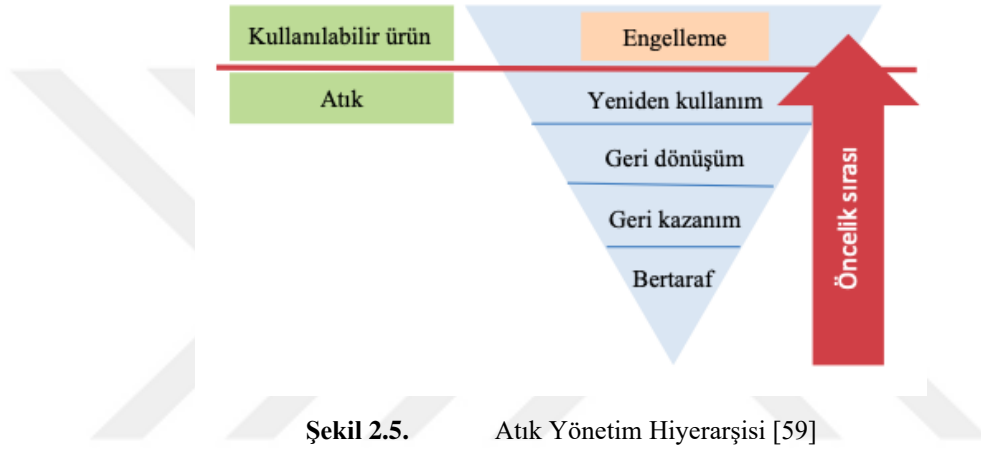 Kullanılabilir ürün
Engelleme
Atık
Yeniden kullanım
Geri dönüşüm
Geri kazanım
Bertaraf
Öncelik sırası
Şekil 2.5. Atık Yönetim Hiyerarşisi [59]